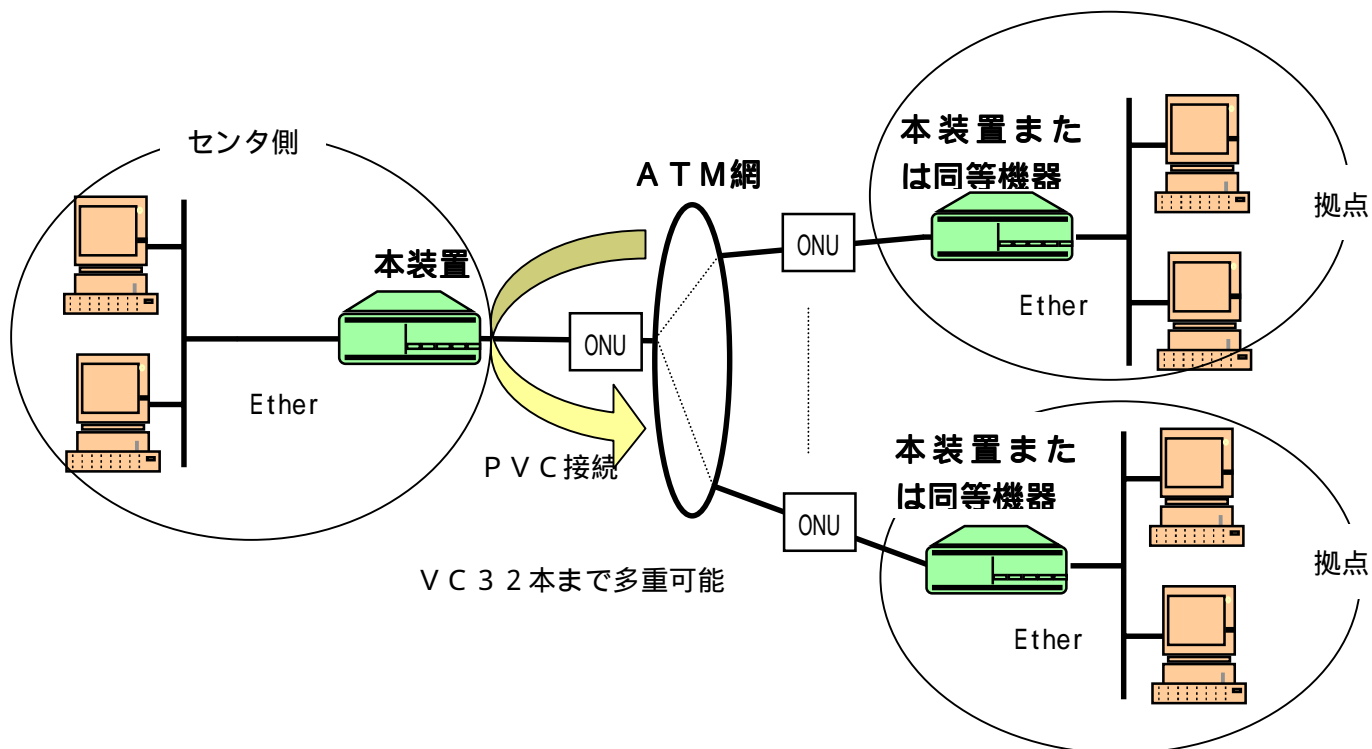 センタ側
本装置
Ether
ONU
ＰＶＣ接続
ＶＣ３２本まで多重可能
ＡＴＭ網
ONU
本装置また
は同等機器
Ether
拠点
ONU
本装置また
は同等機器
Ether
拠点